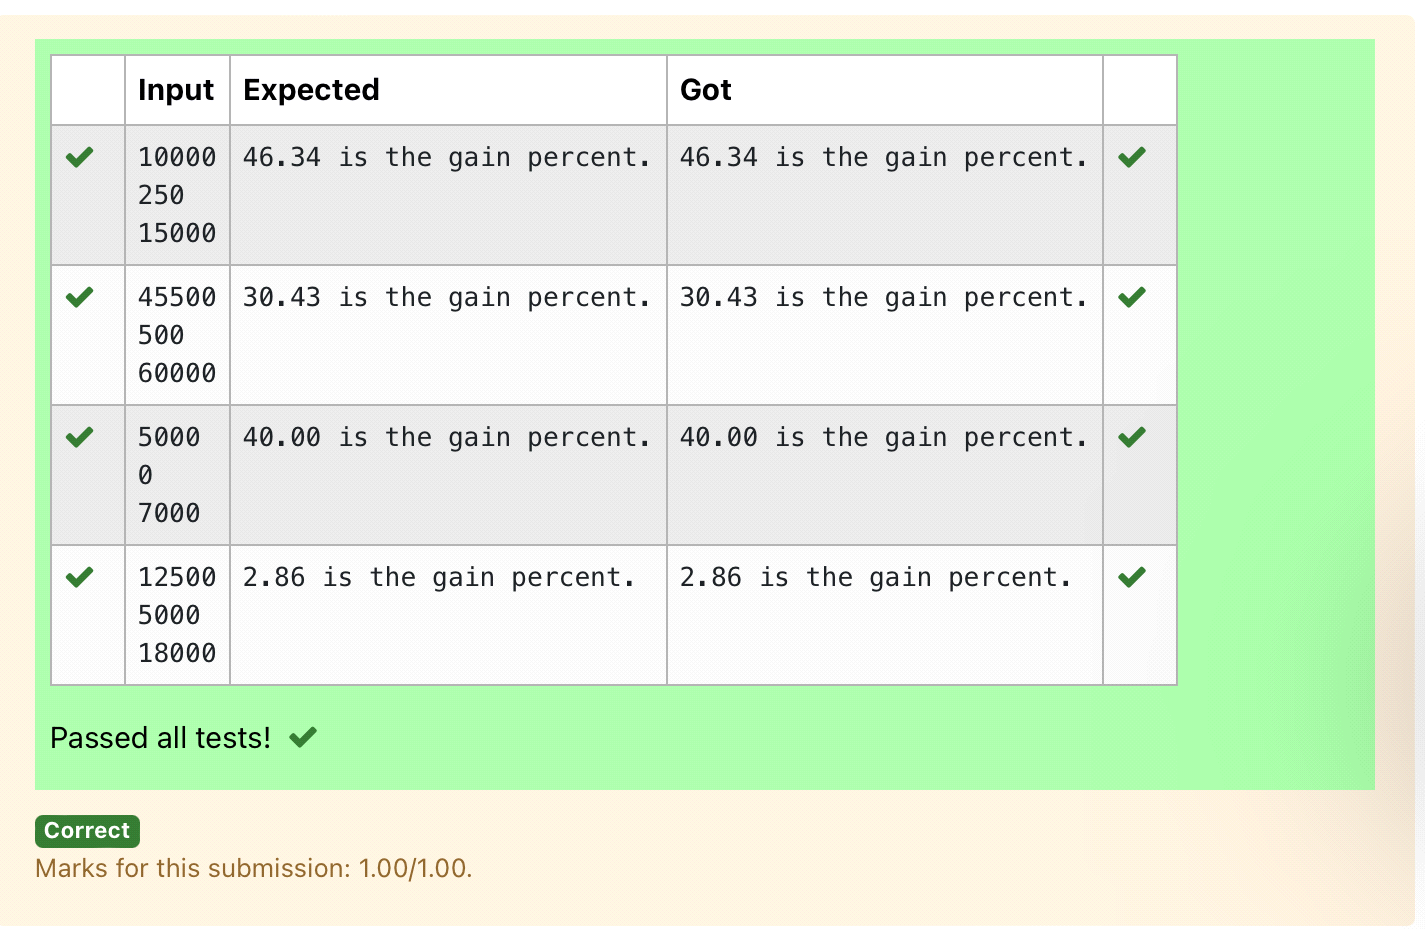 Input Expected Got
10000 46.34 is the gain percent. 46.34 is the gain percent.
250
15000
45500 30.43 is the gain percent. 30.43 is the gain percent.
500
60000
5000 40.00 is the gain percent. 40.00 is the gain percent.
0
7000
12500 2.86 is the gain percent. 2.86 is the gain percent.
5000
18000
Passed all tests!
Correct
Marks for this submission: 1.00/1.00.